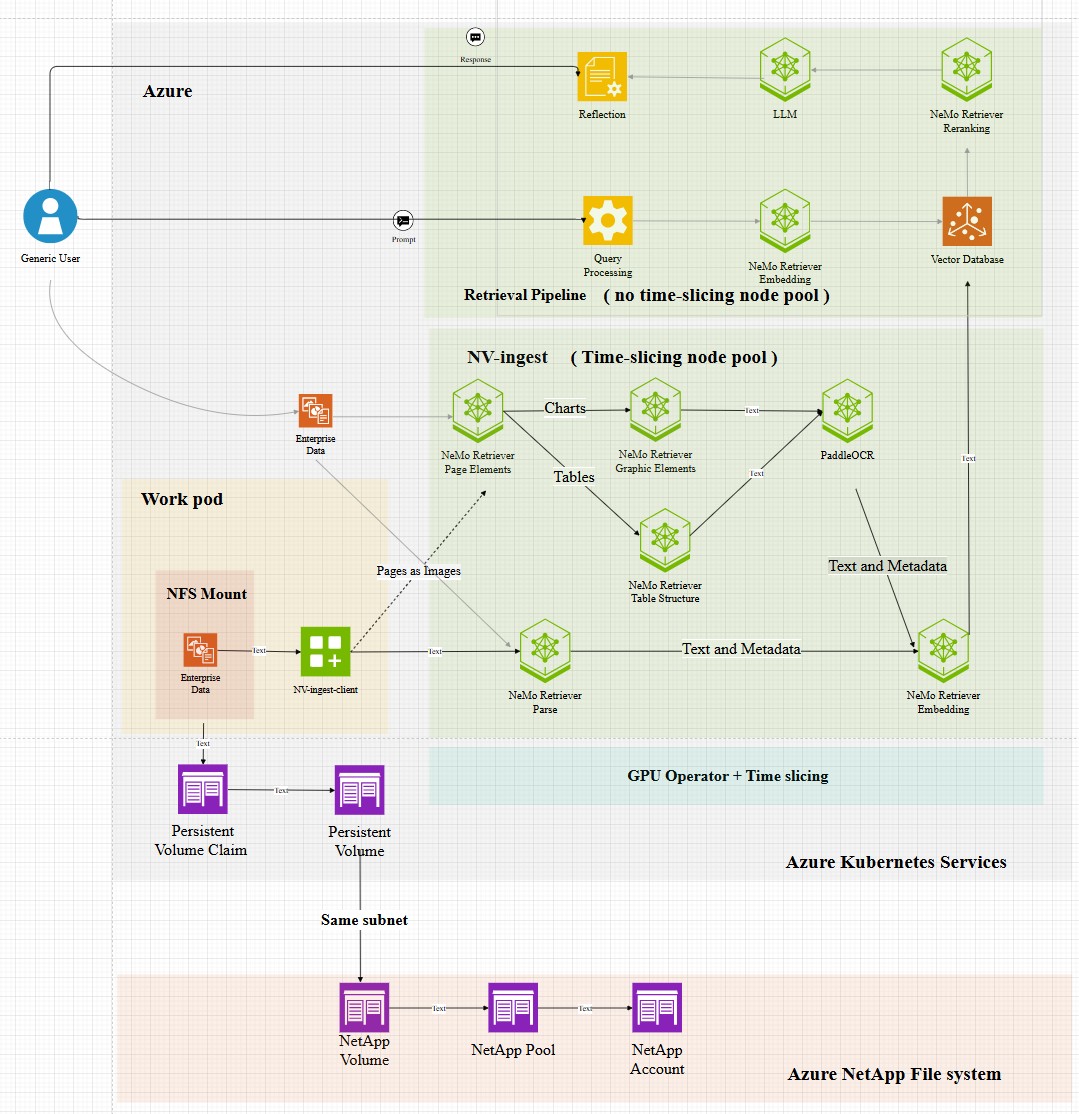 Response
Azure
Reflection
LLM
NeMo Retriever
Reranking
Prompt
Generic User
Query
Processing
NeMo Retriever
Embedding
Vector Database
Retrieval Pipeline ( no time-slicing node pool )
NV-ingest ( Time-slicing node pool )
Charts
Text
Enterprise
Data
NeMo Retriever
Page Elements
NeMo Retriever
Graphic Elements
PaddleOCR
Text
Tables
Text
Work pod
Pages as Images
Text and Metadata
NeMo Retriever
Table Structure
NFS Mount
Text
Text
Text and Metadata
Enterprise
Data
NV-ingest-client
NeMo Retriever
Parse
NeMo Retriever
Embedding
Text
GPU Operator + Time slicing
Text
Persistent
Volume Claim
Persistent
Volume
Azure Kubernetes Services
Same subnet
Text
Text
NetApp
Volume
NetApp Pool
NetApp
Account
Azure NetApp File system